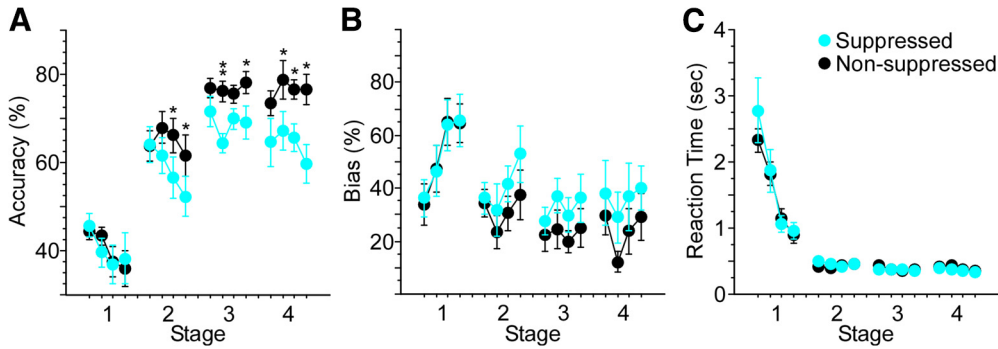 A
B
C
Accuracy (%)
80
60
40
1 2 3 4
Stage
* * * * * * * * *
Bias (%)
80
60
40
20
1 2 3 4
Stage
Reaction Time (sec)
4
3
2
1
0
1 2 3 4
Stage
Suppressed
Non-suppressed